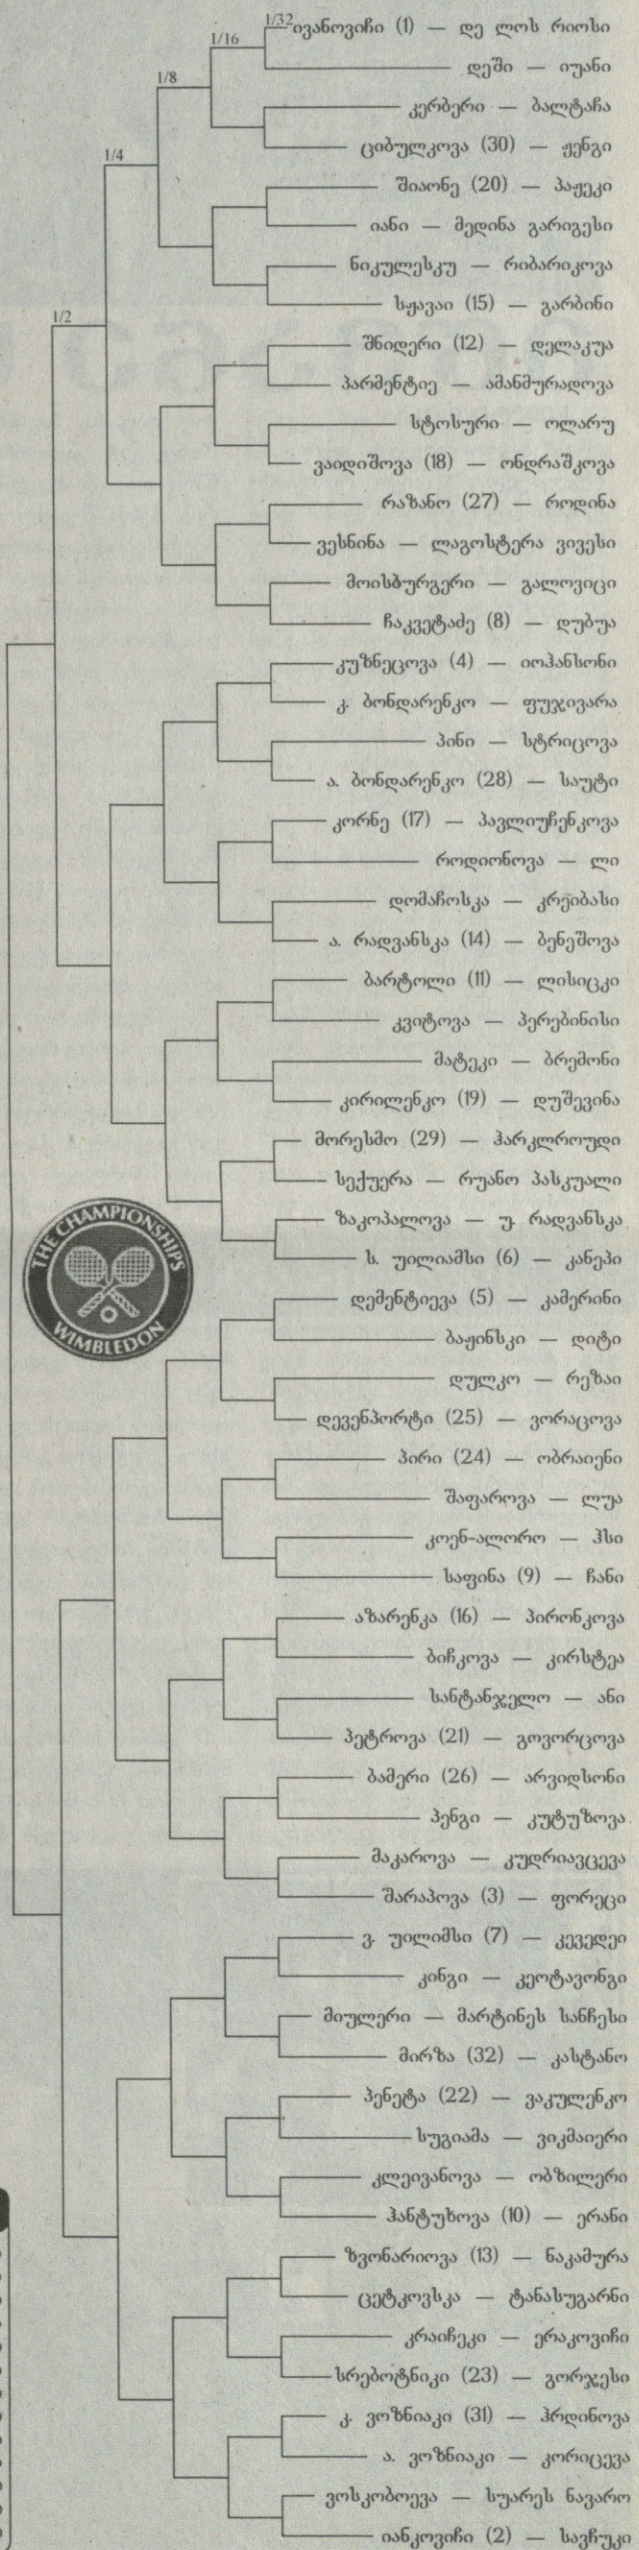 1/32 ივანოვიჩი (1) — დე ლოს რიოსი
1/16
დეში — იუანი
1/8
კერბერი — ბალტაჩა
ციბულკოვა (30) — ჟენგი
1/4
შიაონე (20) — პაჟეკი
იანი — მედინა გარიგესი
ნიკულესკუ — რიბარიკოვა
სჟავაი (15) — გარბინი
1/2
შნიდერი (12) — დელაკუა
პარმენტიე — ამანმურადოვა
სტოსური — ოლარუ
ვაიდიშოვა (18) — ონდრაშკოვა
რაზანო (27) — როდინა
ვესნინა — ლაგოსტერა ვივესი
მოისბურგერი — გალოვიცი
ჩაკვეტაძე (8) — დუბუა
კუზნეცოვა (4) — იოჰანსონი
კ. ბონდარენკო — ფუჯივარა
პინი — სტრიცოვა
ა. ბონდარენკო (28) — საუტი
კორნე (17) — პავლიუჩენკოვა
როდიონოვა — ლი
დომაჩოსკა — კრეიბასი
ა. რადვანსკა (14) — ბენეშოვა
ბარტოლი (11) — ლისიცკი
კვიტოვა — პერებინისი
მატეკი — ბრემონი
კირილენკო (19) — დუშევინა
მორესმო (29) — ჰარკლროუდი
სექუერა — რუანო პასკუალი
ზაკოპალოვა — უ. რადვანსკა
ს. უილიამსი (6) — კანეპი
THE CHAMPIONSHIPS
WIMBLEDON
დემენტიევა (5) — კამერინი
ბაჟინსკი — დიტი
დულკო — რეზაი
დევენპორტი (25) — ვორაცოვა
პირი (24) — ობრაიენი
შაფაროვა — ლუა
კოენ-ალორო — ჰსი
საფინა (9) — ჩანი
აზარენკა (16) — პირონკოვა
ბიჩკოვა — კირსტეა
სანტანჯელო — ანი
პეტროვა (21) — გოვორცოვა
ბამერი (26) — არვიდსონი
პენგი — კუტუზოვა
მაკაროვა — კუდრიავცევა
შარაპოვა (3) — ფორეცი
ვ. უილიმსი (7) — კევედეი
კინგი — კეოტავონგი
მიულერი — მარტინეს სანჩესი
მირზა (32) — კასტანო
პენეტა (22) — ვაკულენკო
სუგიამა — ვიკმაიერი
კლეივანოვა — ობზილერი
ჰანტუხოვა (10) — ერანი
ზვონარიოვა (13) — ნაკამურა
ცეტკოვსკა — ტანასუგარნი
კრაიჩეკი — ერაკოვიჩი
სრებოტნიკი (23) — გორჯესი
კ. ვოზნიაკი (31) — ჰრდინოვა
ა. ვოზნიაკი — კორიცევა
ვოსკობოევა — სუარეს ნავარო
იანკოვიჩი (2) — სავჩუკი